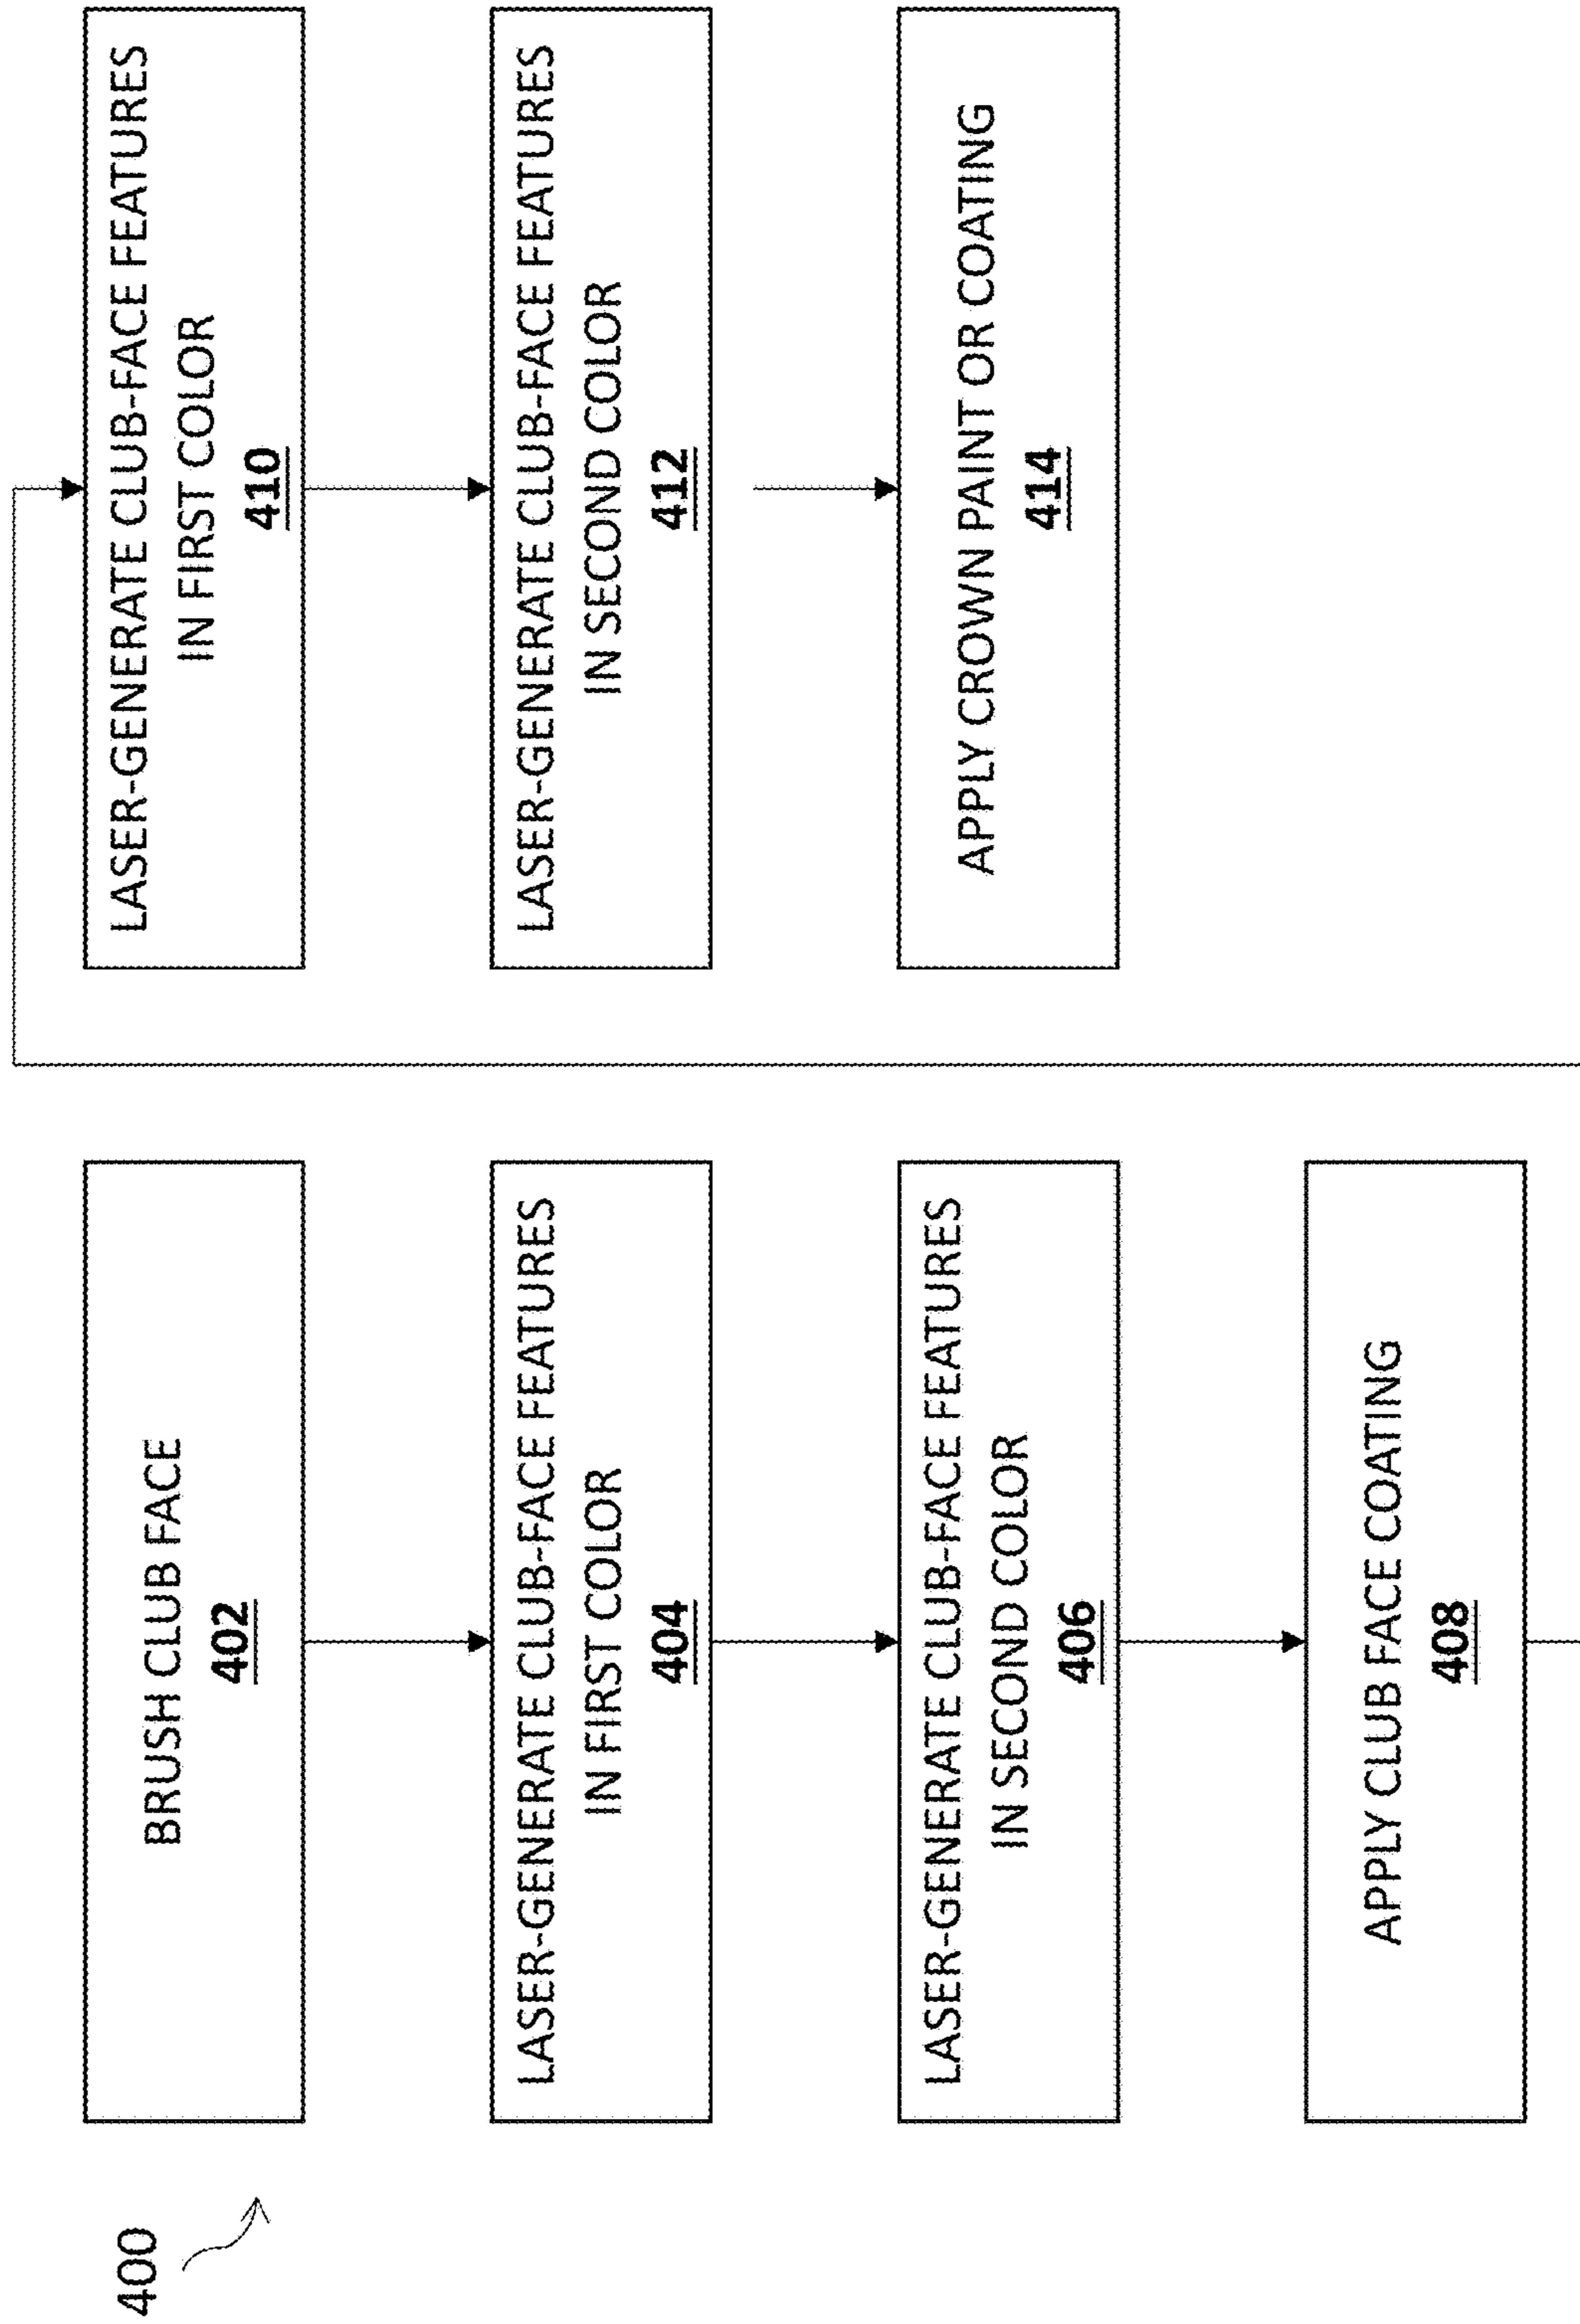 400
BRUSH CLUB FACE
402
LASER-GENERATE CLUB-FACE FEATURES
IN FIRST COLOR
404
LASER-GENERATE CLUB-FACE FEATURES
IN SECOND COLOR
406
APPLY CLUB FACE COATING
408
LASER-GENERATE CLUB-FACE FEATURES
IN FIRST COLOR
410
LASER-GENERATE CLUB-FACE FEATURES
IN SECOND COLOR
412
APPLY CROWN PAINT OR COATING
414